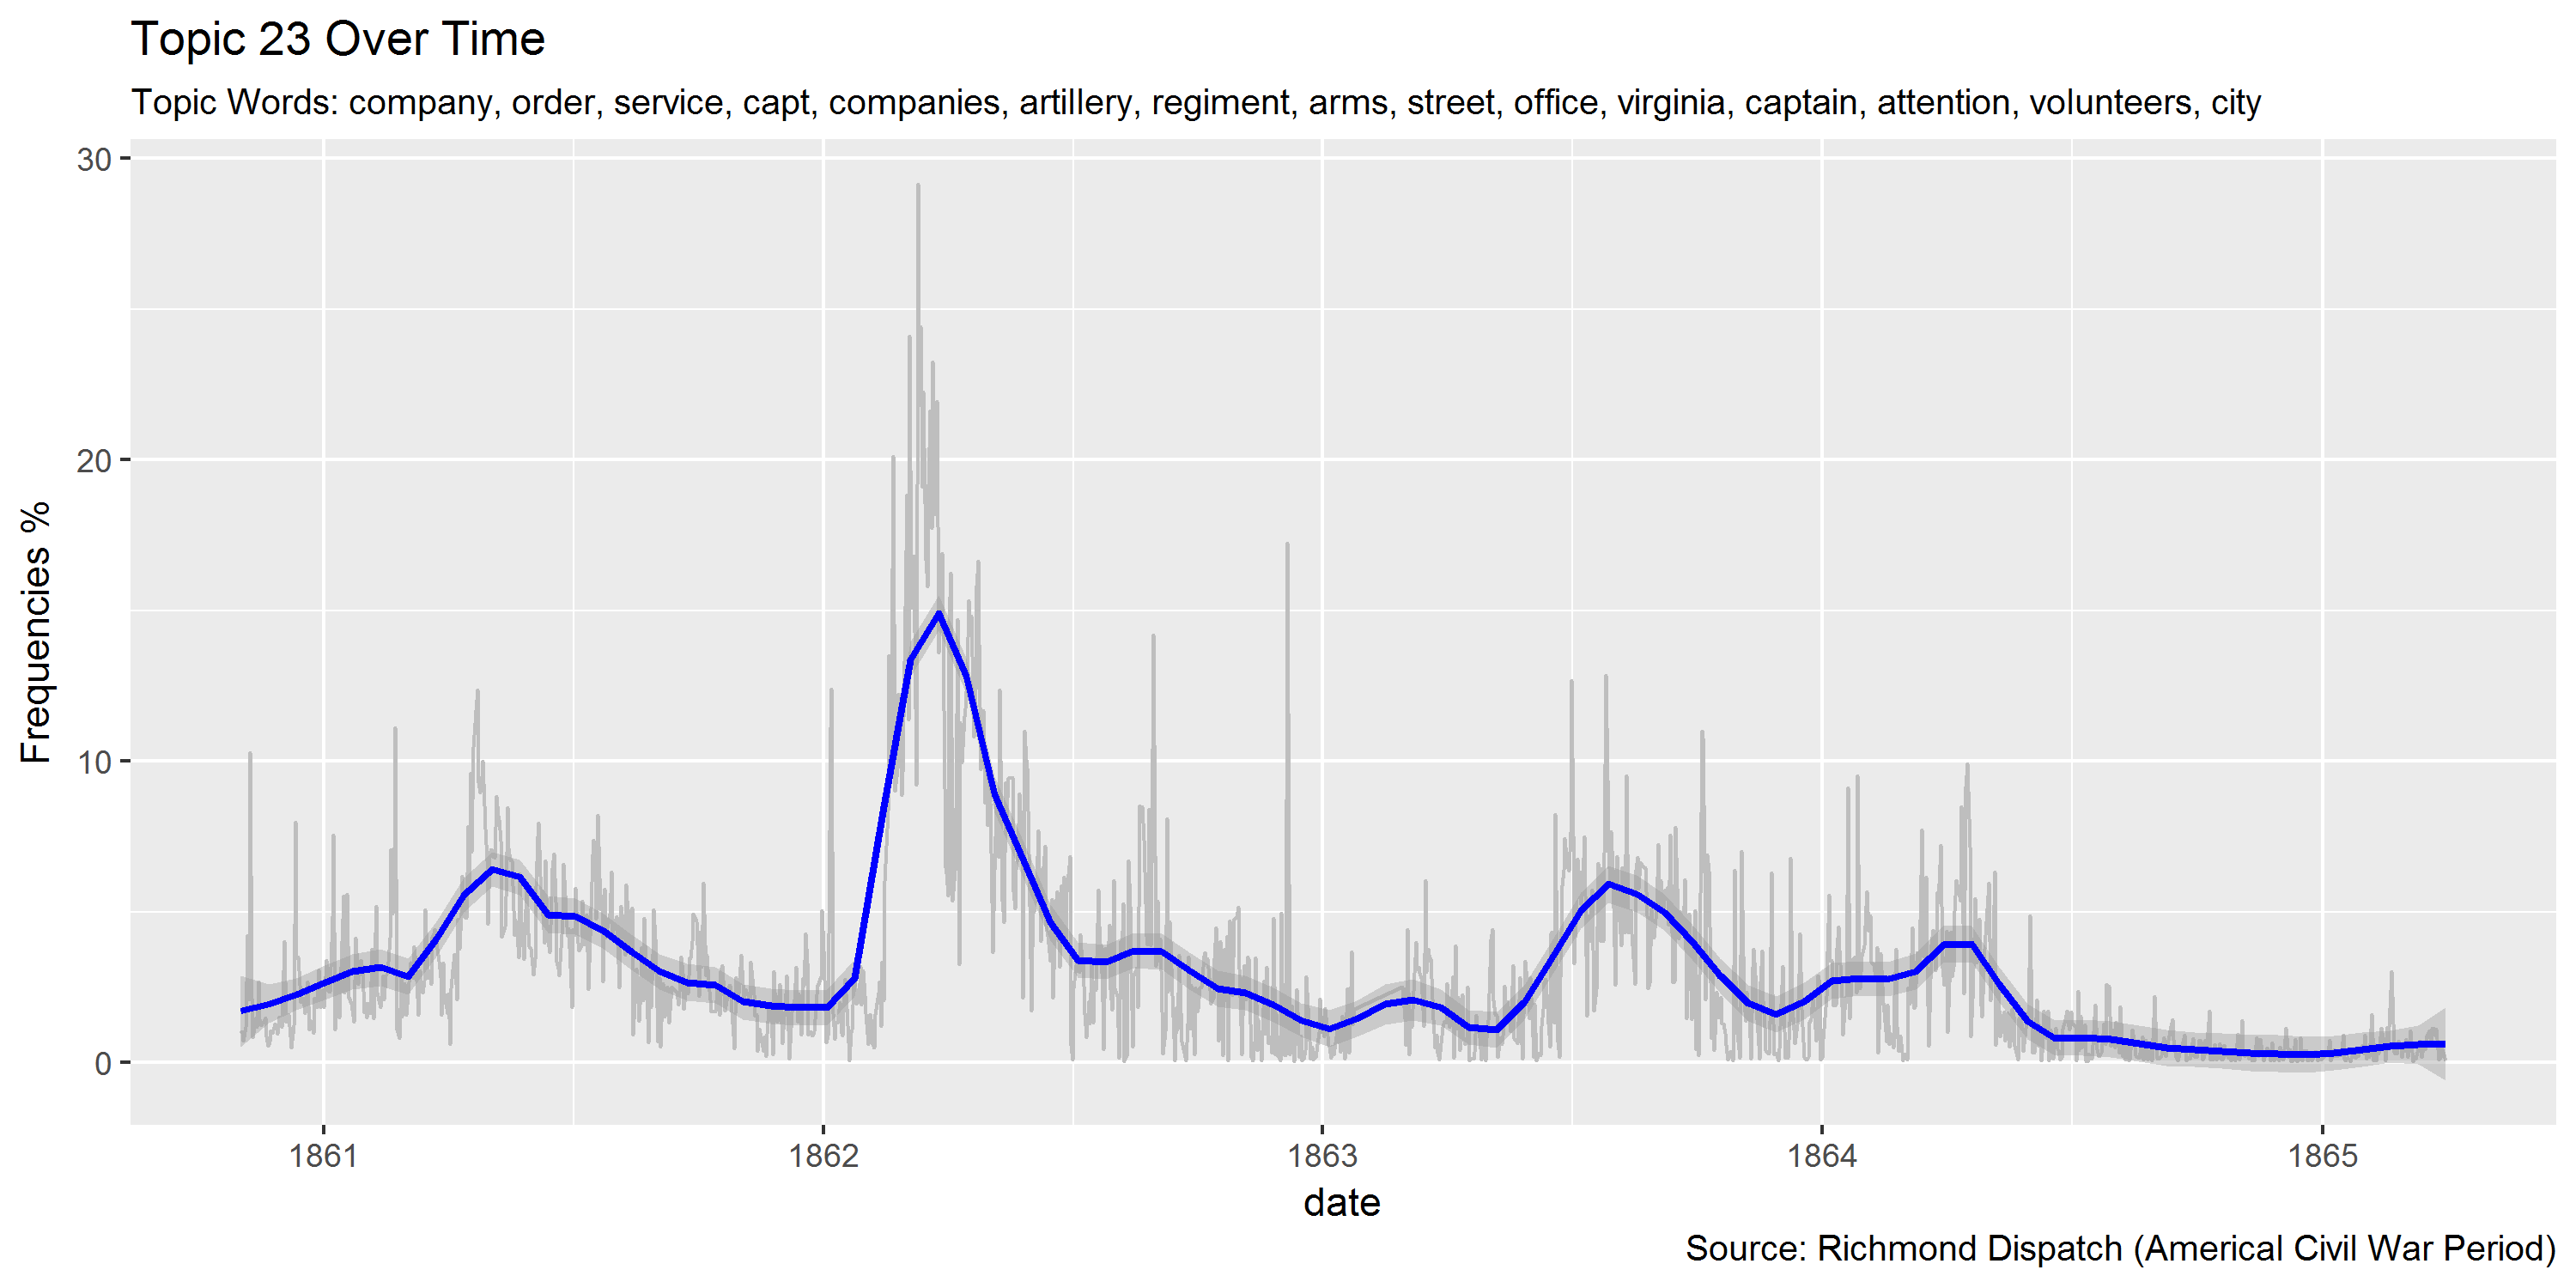 Topic 23 Over Time
Topic Words: company, order, service, capt, companies, artillery, regiment, arms, street, office, virginia, captain, attention, volunteers, city
Frequencies %
30
20
10
0
1861 1862 1863 1864 1865
date
Source: Richmond Dispatch (Americal Civil War Period)